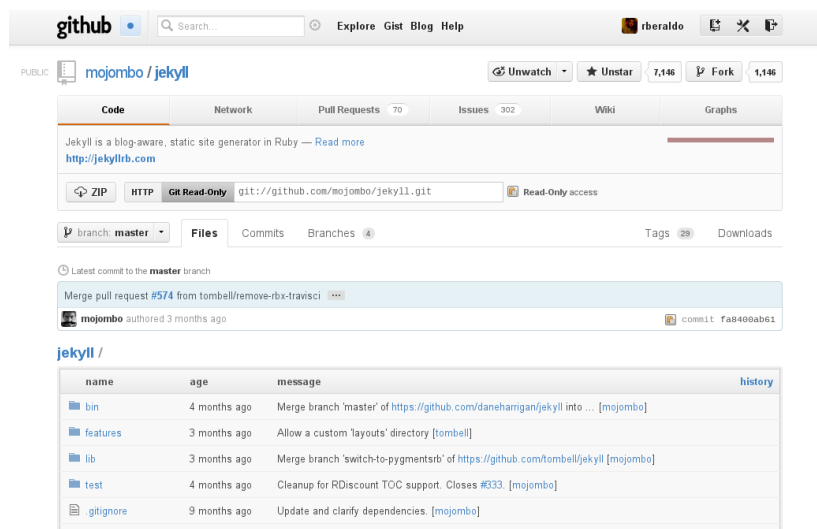 github Search... Explore Gist Blog Help rberaldo
PUBLIC mojombo / jekyll Unwatch Unstar 7,146 Fork 1,146
Code Network Pull Requests 70 Issues 302 Wiki Graphs
Jekyll is a blog-aware, static site generator in Ruby — Read more
http://jekyllrb.com
ZIP HTTP Git Read-Only git://github.com/mojombo/jekyll.git Read-Only access
branch: master Files Commits Branches 4 Tags 29 Downloads
Latest commit to the master branch
Merge pull request #574 from tombell/remove-rbx-travisci ...
mojombo authored 3 months ago commit fa8400ab61
jekyll /
name age message history
bin 4 months ago Merge branch 'master' of https://github.com/daneharrigan/jekyll into ... [mojombo]
features 3 months ago Allow a custom 'layouts' directory [tombell]
lib 3 months ago Merge branch 'switch-to-pygmentsrb' of https://github.com/tombell/jekyll [mojombo]
test 4 months ago Cleanup for RDiscount TOC support. Closes #333. [mojombo]
.gitignore 9 months ago Update and clarify dependencies. [mojombo]